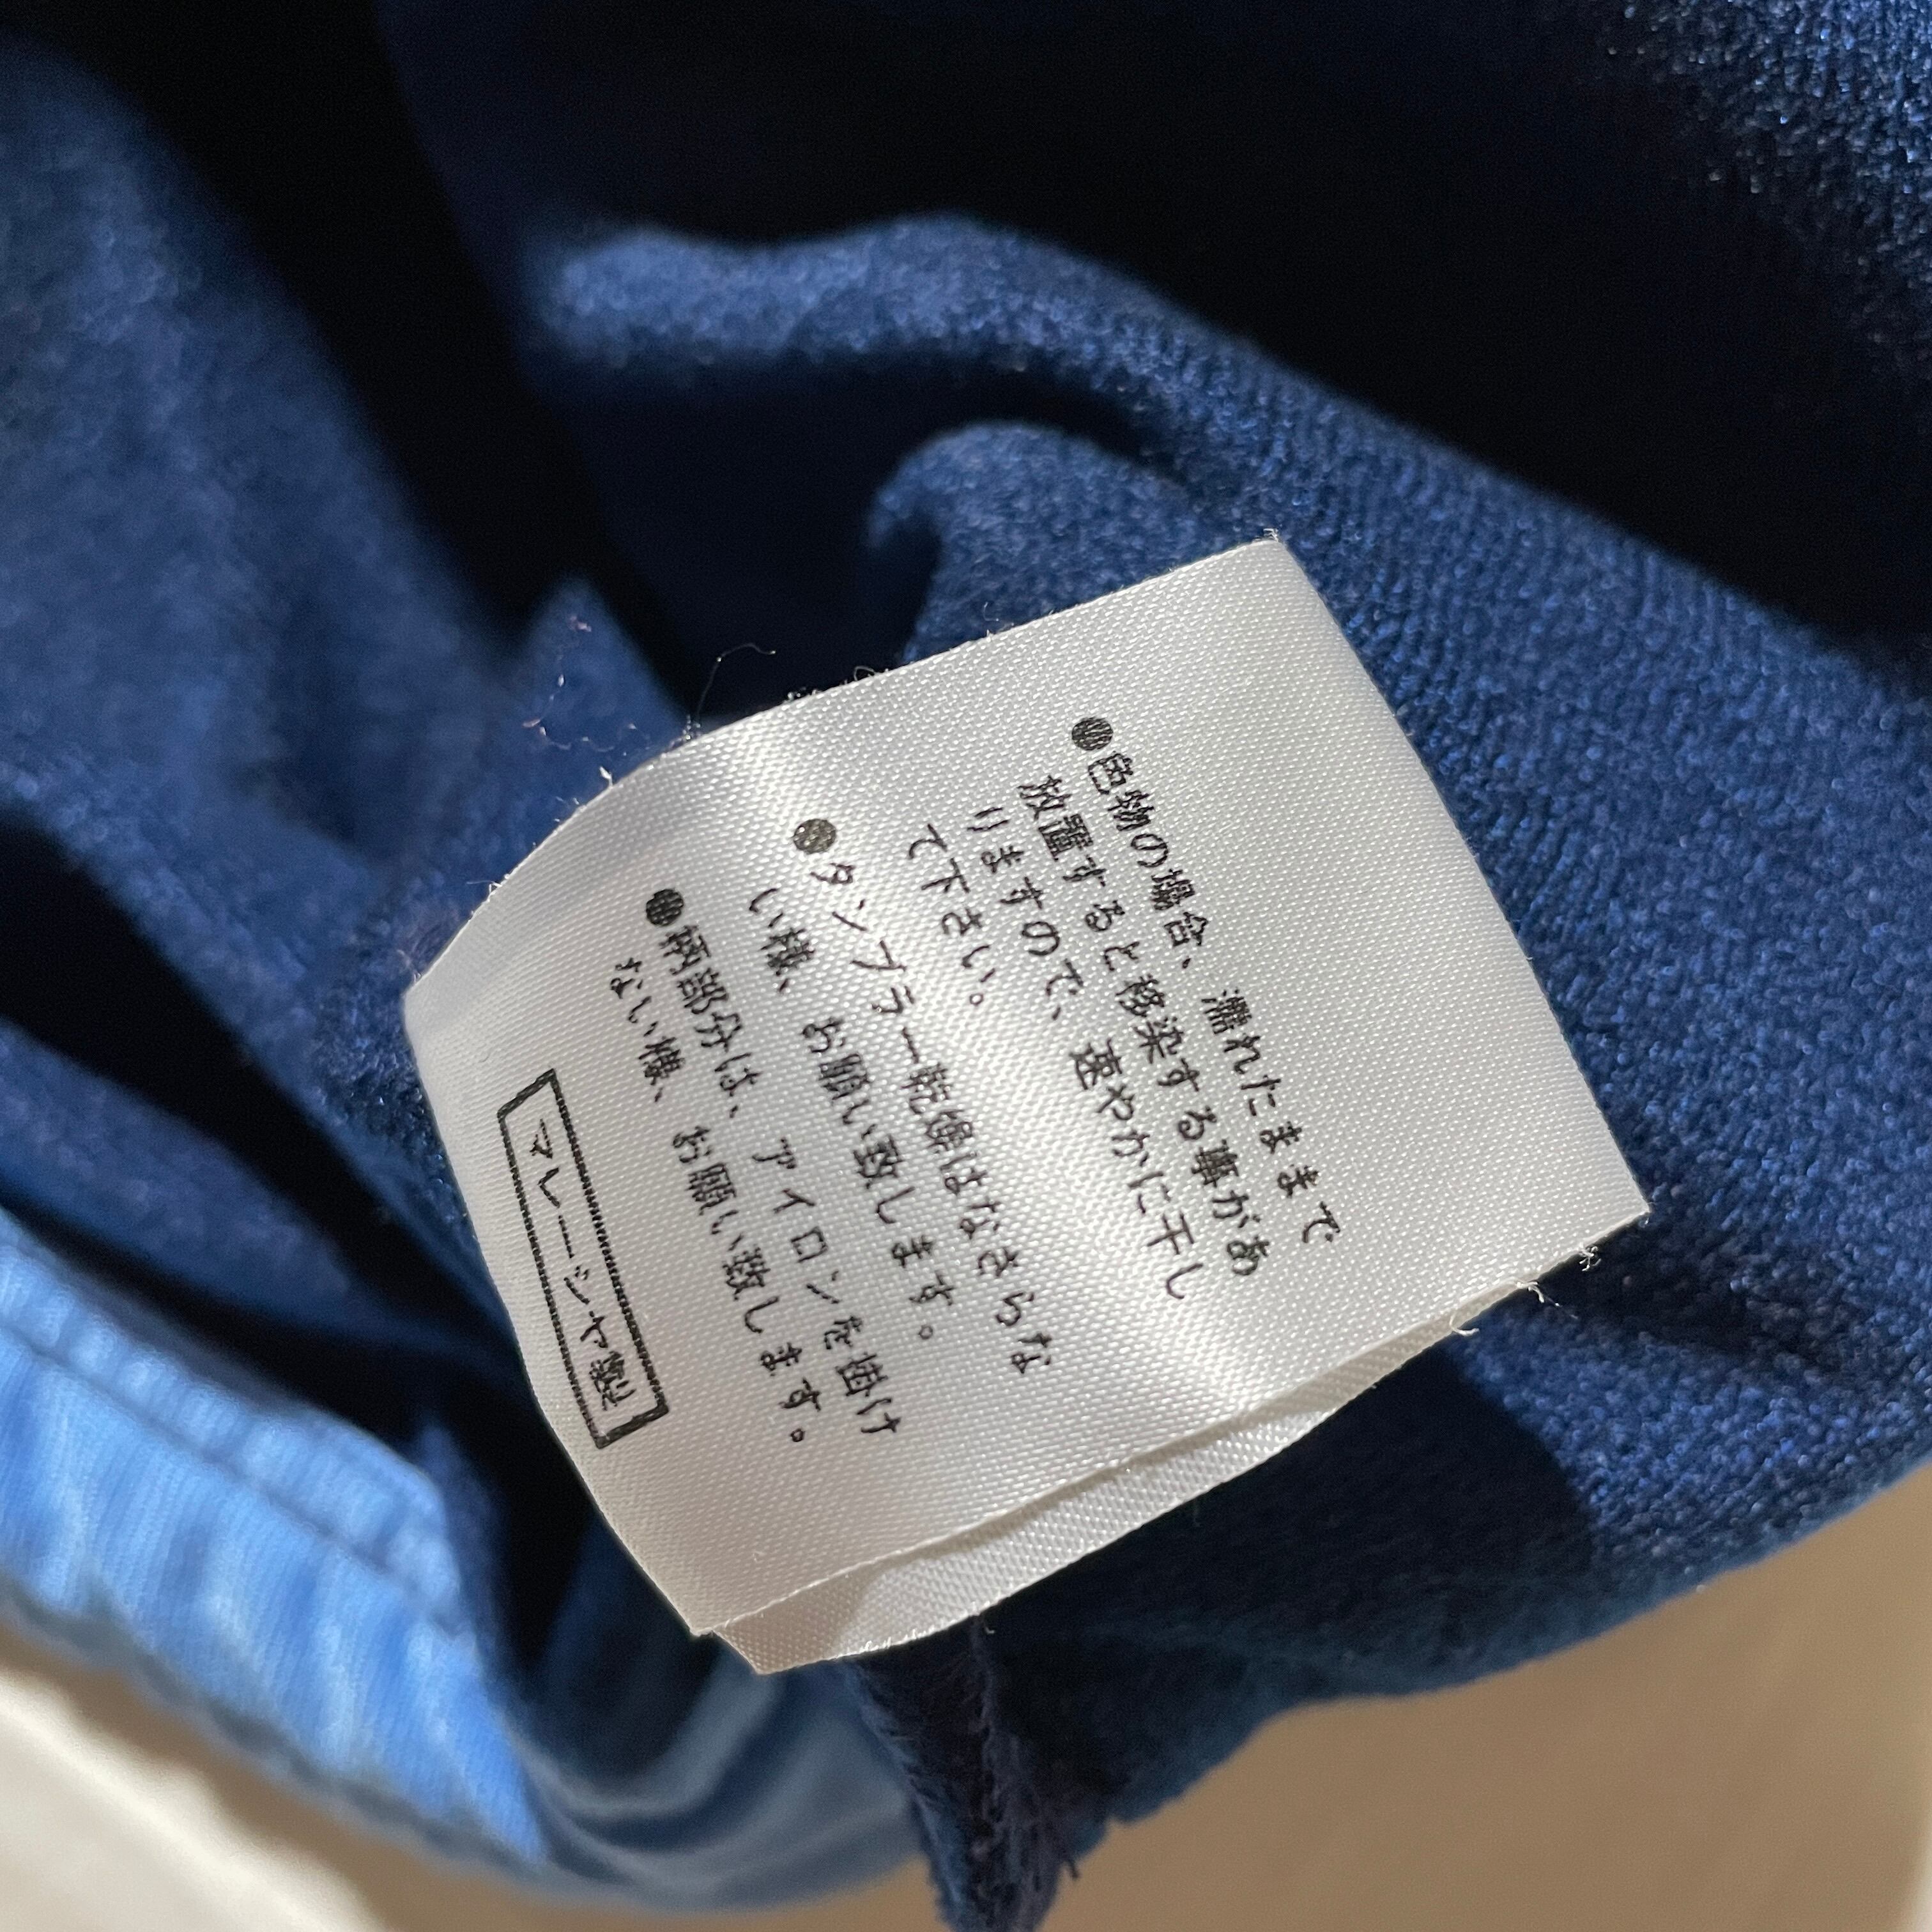 ●色物の場合、濡れたままで
放置すると移染する事があ
りますので、速やかに干し
て下さい。
●タンブラー乾燥はなさらな
い様、お願い致します。
●柄部分は、アイロンを掛け
ない様、お願い致します。
マレーシヤ製